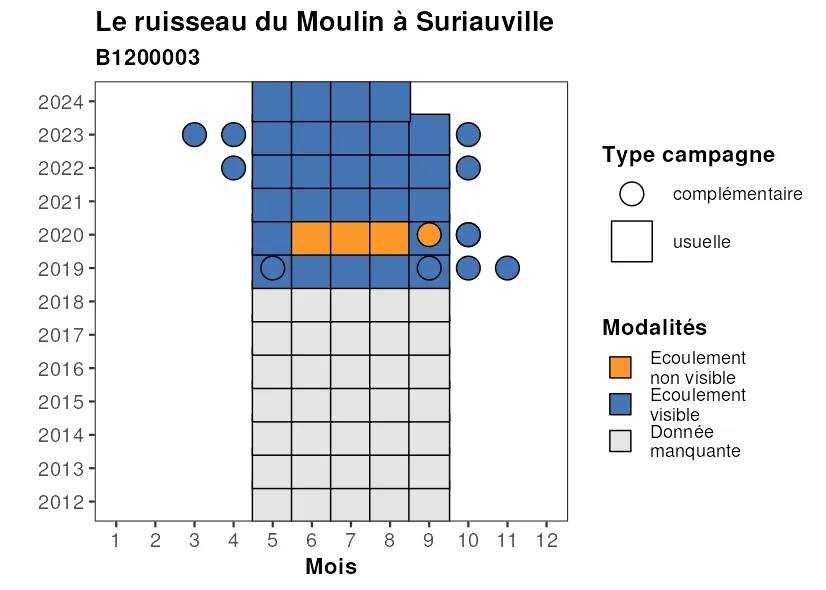 Le ruisseau du Moulin à Suriauville
B1200003
2024
2023
2022
2021
2020
2019
2018
2017
2016
2015
2014
2013
2012
1 2 3 4 5 6 7 8 9 10 11 12
Mois
Type campagne
complémentaire
usuelle
Modalités
Ecoulement
non visible
Ecoulement
visible
Donnée
manquante